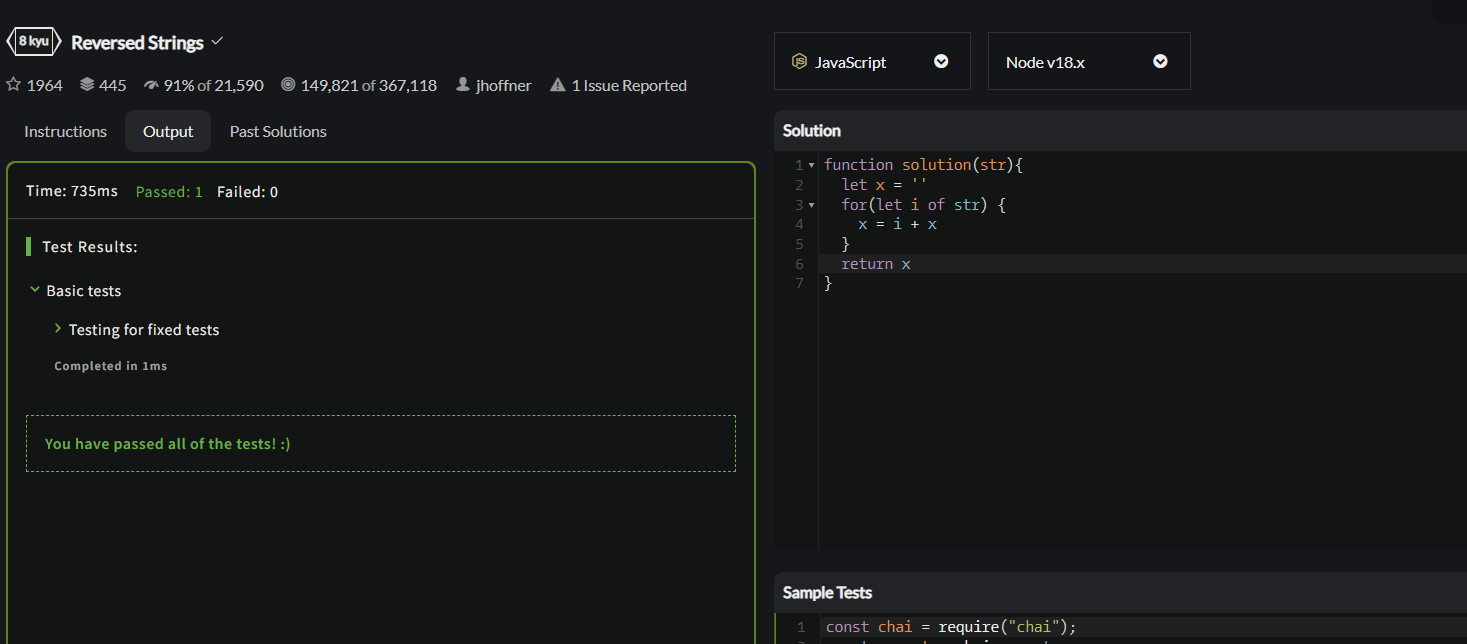 8 kyu Reversed Strings
1964 445 91% of 21,590 149,821 of 367,118 jhoffner 1 Issue Reported
Instructions Output Past Solutions
Time: 735ms Passed: 1 Failed: 0
Test Results:
Basic tests
Testing for fixed tests
Completed in 1ms
You have passed all of the tests! :)
JS JavaScript Node v18.x
Solution
1 function solution(str){
2 let x = ''
3 for(let i of str) {
4 x = i + x
5 }
6 return x
7 }
Sample Tests
1 const chai = require("chai");